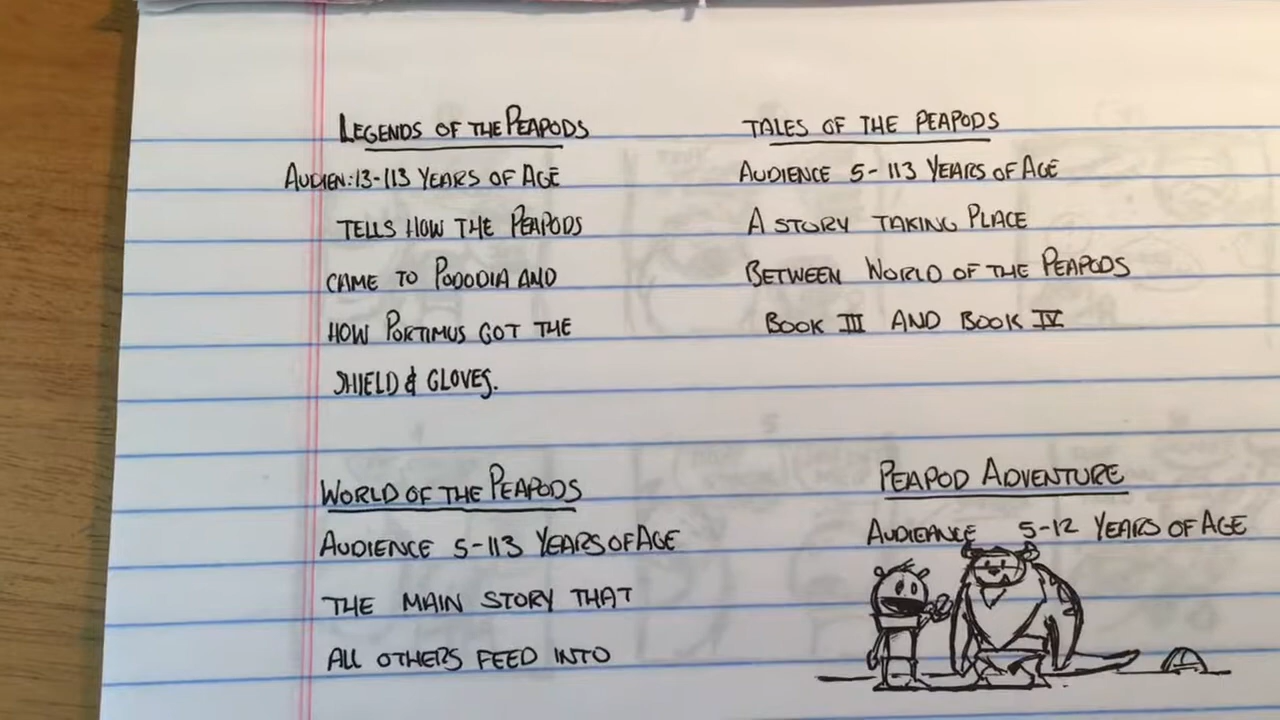 LEGENDS OF THE PEAPODS
AUDIEN: 13-113 YEARS OF AGE
TELLS HOW THE PEAPODS
CAME TO PODODIA AND
HOW PORTIMUS GOT THE
SHIELD & GLOVES.
TALES OF THE PEAPODS
AUDIENCE 5-113 YEARS OF AGE
A STORY TAKING PLACE
BETWEEN WORLD OF THE PEAPODS
BOOK III AND BOOK IV
WORLD OF THE PEAPODS
AUDIENCE 5-113 YEARS OF AGE
THE MAIN STORY THAT
ALL OTHERS FEED INTO
PEAPOD ADVENTURE
AUDIEANCE 5-12 YEARS OF AGE